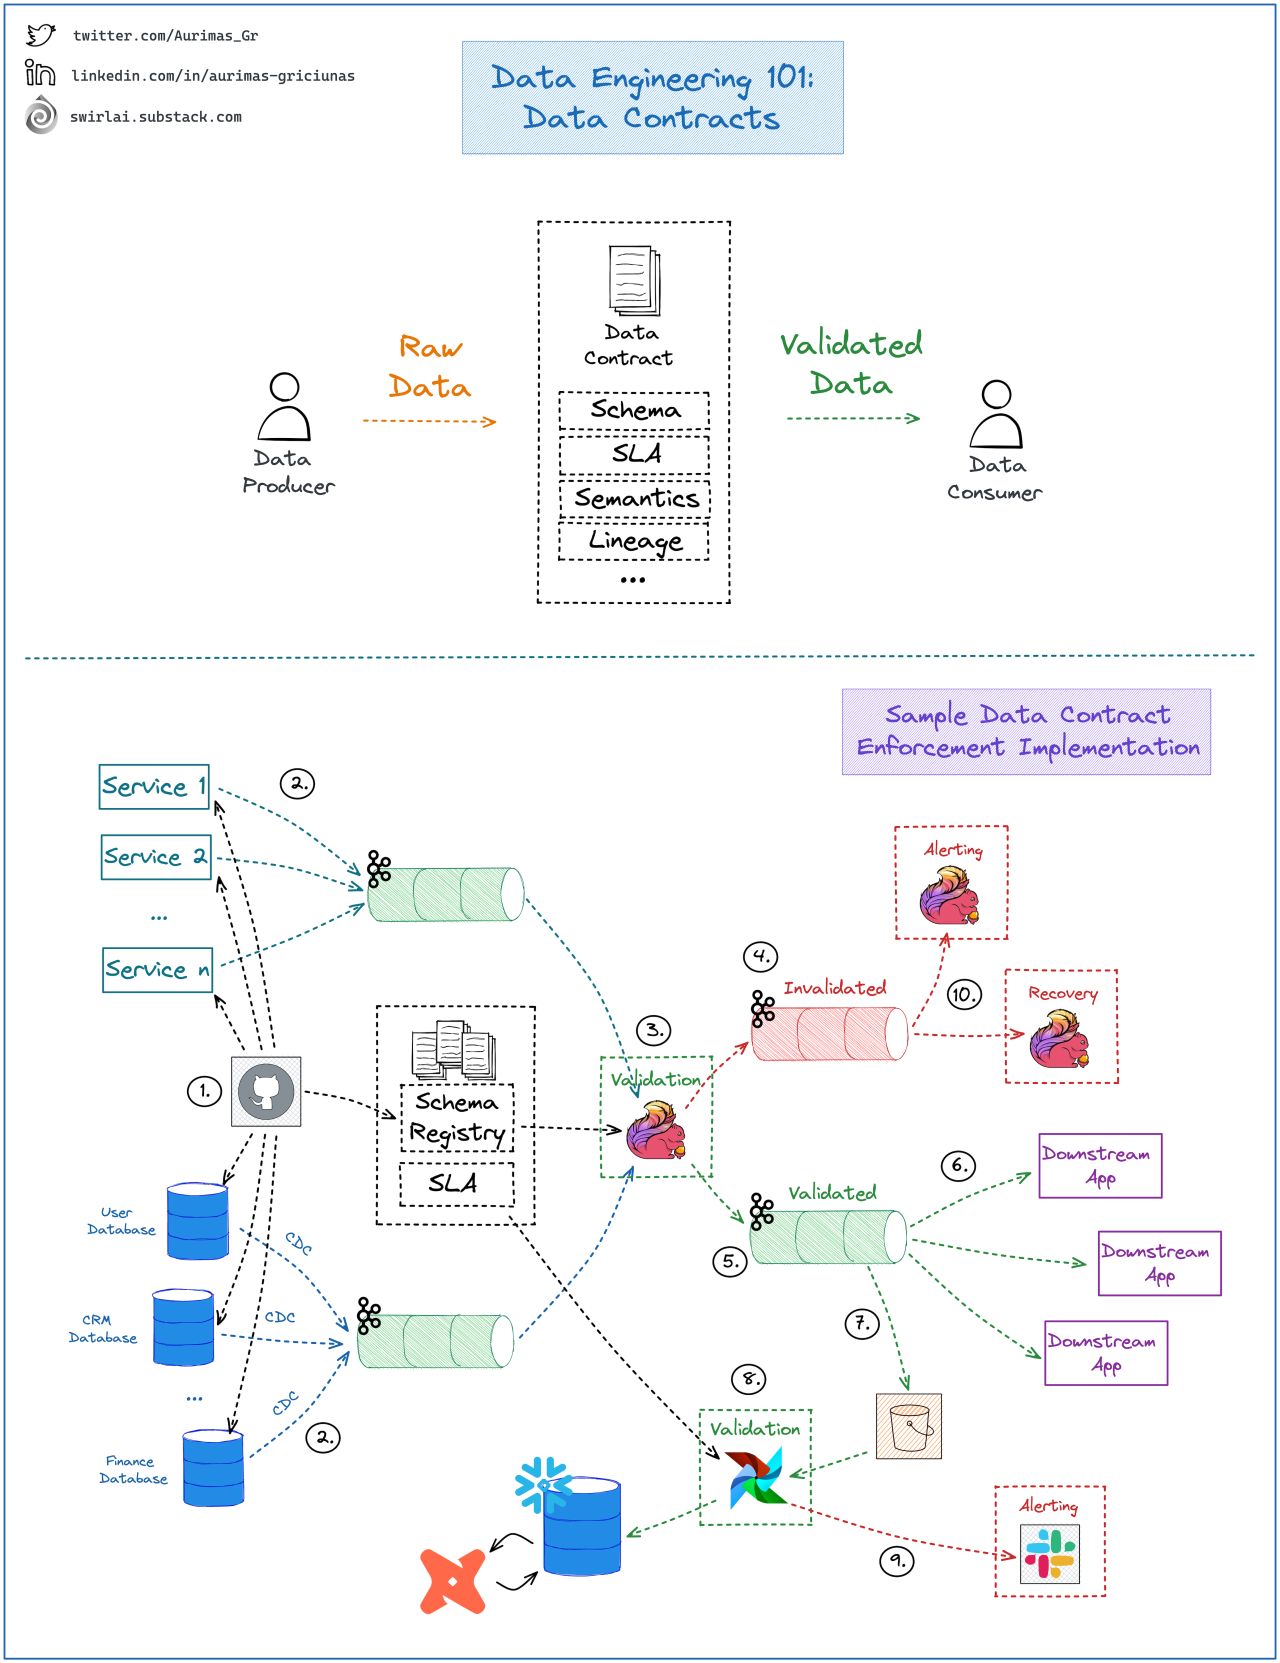 twitter.com/Aurimas_Gr
linkedin.com/in/aurimas-griciunas
swirlai.substack.com
Data Engineering 101:
Data Contracts
Data
Contract
Raw
Data
Validated
Data
Schema
SLA
Semantics
Lineage
...
Data
Producer
Data
Consumer
Sample Data Contract
Enforcement Implementation
Service 1
2.
Service 2
...
Service n
Alerting
4.
Invalidated
10.
Recovery
3.
Validation
1.
Schema
Registry
SLA
User
Database
CDC
CRM
Database
CDC
...
CDC
2.
Finance
Database
Validated
5.
6.
Downstream
App
Downstream
App
Downstream
App
7.
8.
Validation
9.
Alerting